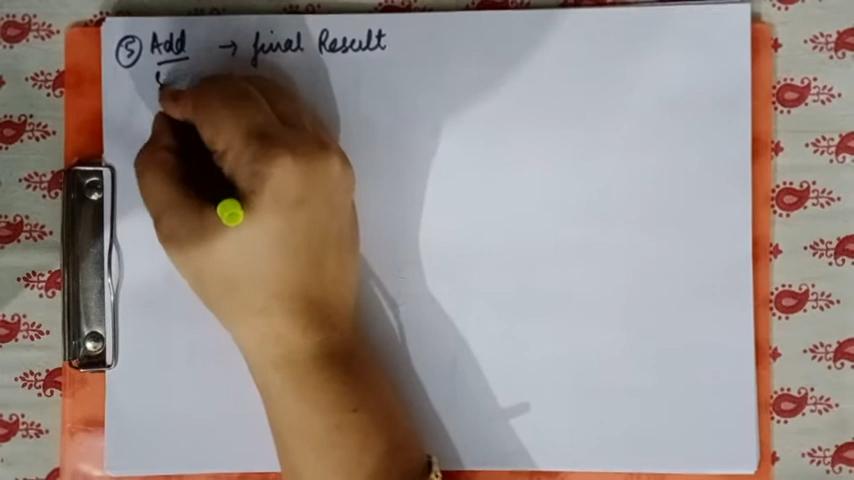 ⑤ Add → final Result